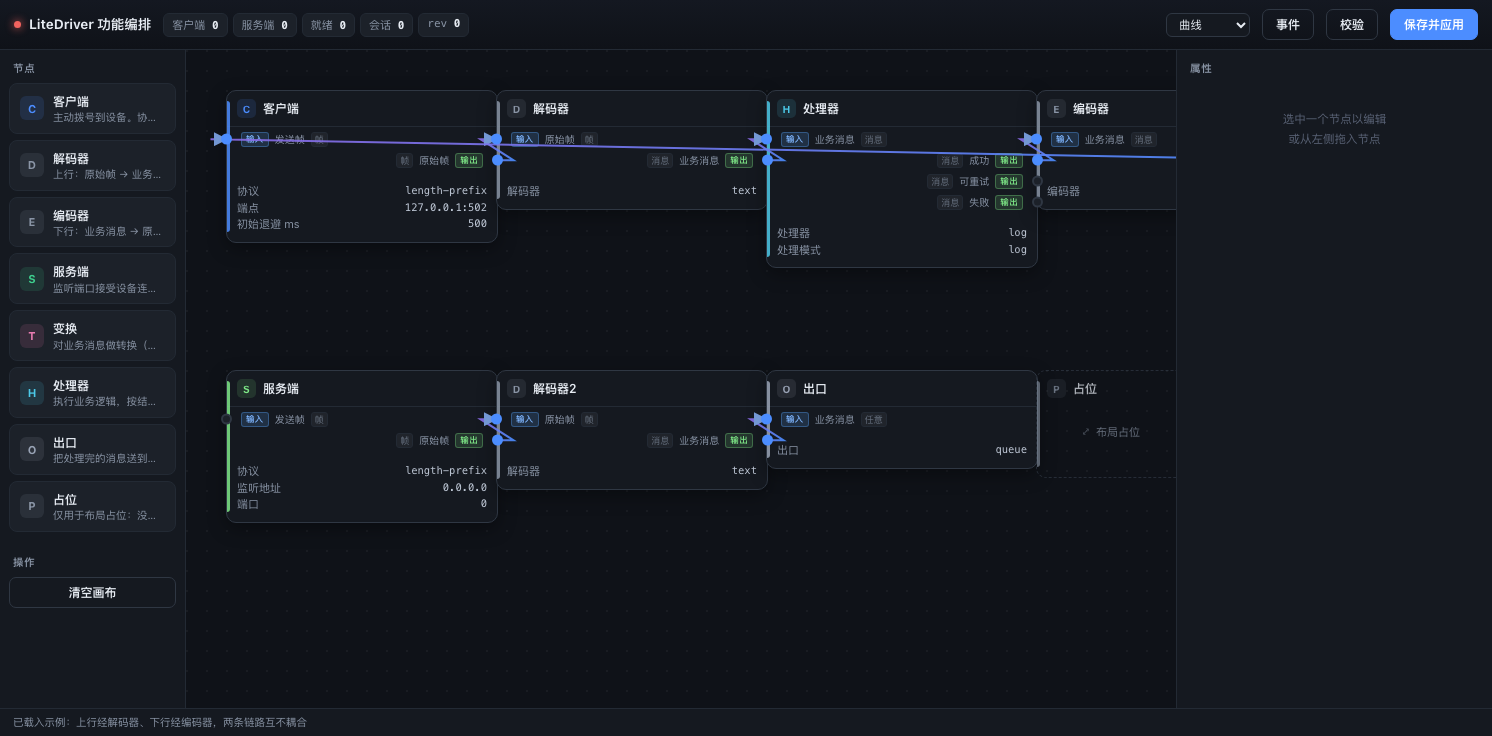 LiteDriver 功能编排 客户端 0 服务端 0 就绪 0 会话 0 rev 0 曲线 事件 校验 保存并应用
节点
C 客户端
主动拨号到设备。协…
D 解码器
上行：原始帧 → 业务…
E 编码器
下行：业务消息 → 原…
S 服务端
监听端口接受设备连…
T 变换
对业务消息做转换（…
H 处理器
执行业务逻辑，按结…
O 出口
把处理完的消息送到…
P 占位
仅用于布局占位：没…
操作
清空画布
C 客户端
输入 发送帧 帧
帧 原始帧 输出
协议 length-prefix
端点 127.0.0.1:502
初始退避 ms 500
D 解码器
输入 原始帧 帧
消息 业务消息 输出
解码器 text
H 处理器
输入 业务消息 消息
消息 成功 输出
消息 可重试 输出
消息 失败 输出
处理器 log
处理模式 log
E 编码器
输入 业务消息 消息
编码器
S 服务端
输入 发送帧 帧
帧 原始帧 输出
协议 length-prefix
监听地址 0.0.0.0
端口 0
D 解码器2
输入 原始帧 帧
消息 业务消息 输出
解码器 text
O 出口
输入 业务消息 任意
出口 queue
P 占位
⤢ 布局占位
属性
选中一个节点以编辑
或从左侧拖入节点
已载入示例：上行经解码器、下行经编码器，两条链路互不耦合